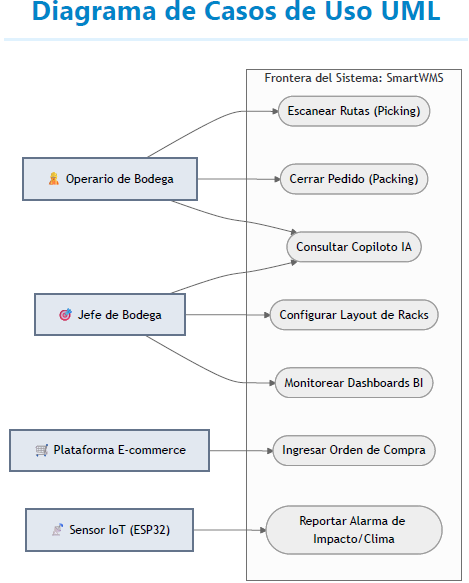 Diagrama de Casos de Uso UML
Frontera del Sistema: SmartWMS
Escanear Rutas (Picking)
Operario de Bodega
Cerrar Pedido (Packing)
Consultar Copiloto IA
Jefe de Bodega
Configurar Layout de Racks
Monitorear Dashboards BI
Plataforma E-commerce
Ingresar Orden de Compra
Sensor IoT (ESP32)
Reportar Alarma de
Impacto/Clima